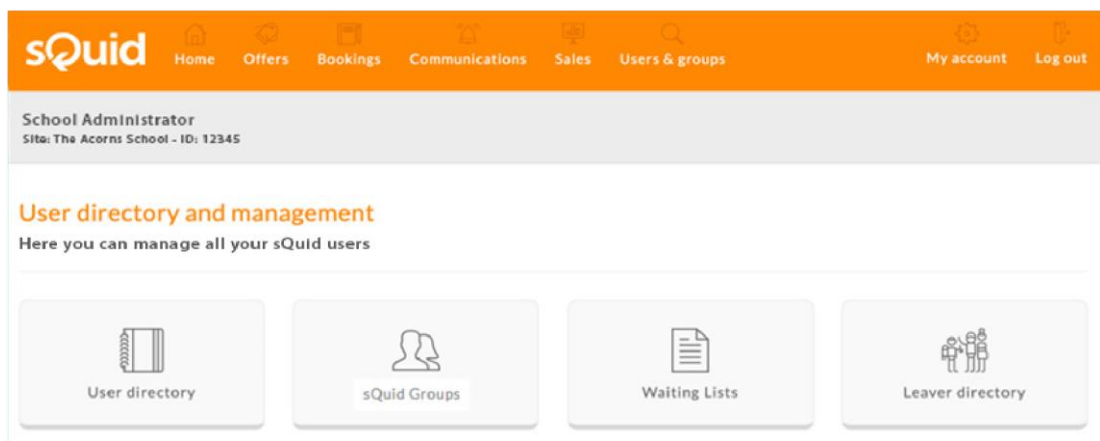 sQuid
Home Offers Bookings Communications Sales Users & groups My account Log out
School Administrator
Site: The Acorns School - ID: 12345
User directory and management
Here you can manage all your sQuid users
User directory sQuid Groups Waiting Lists Leaver directory